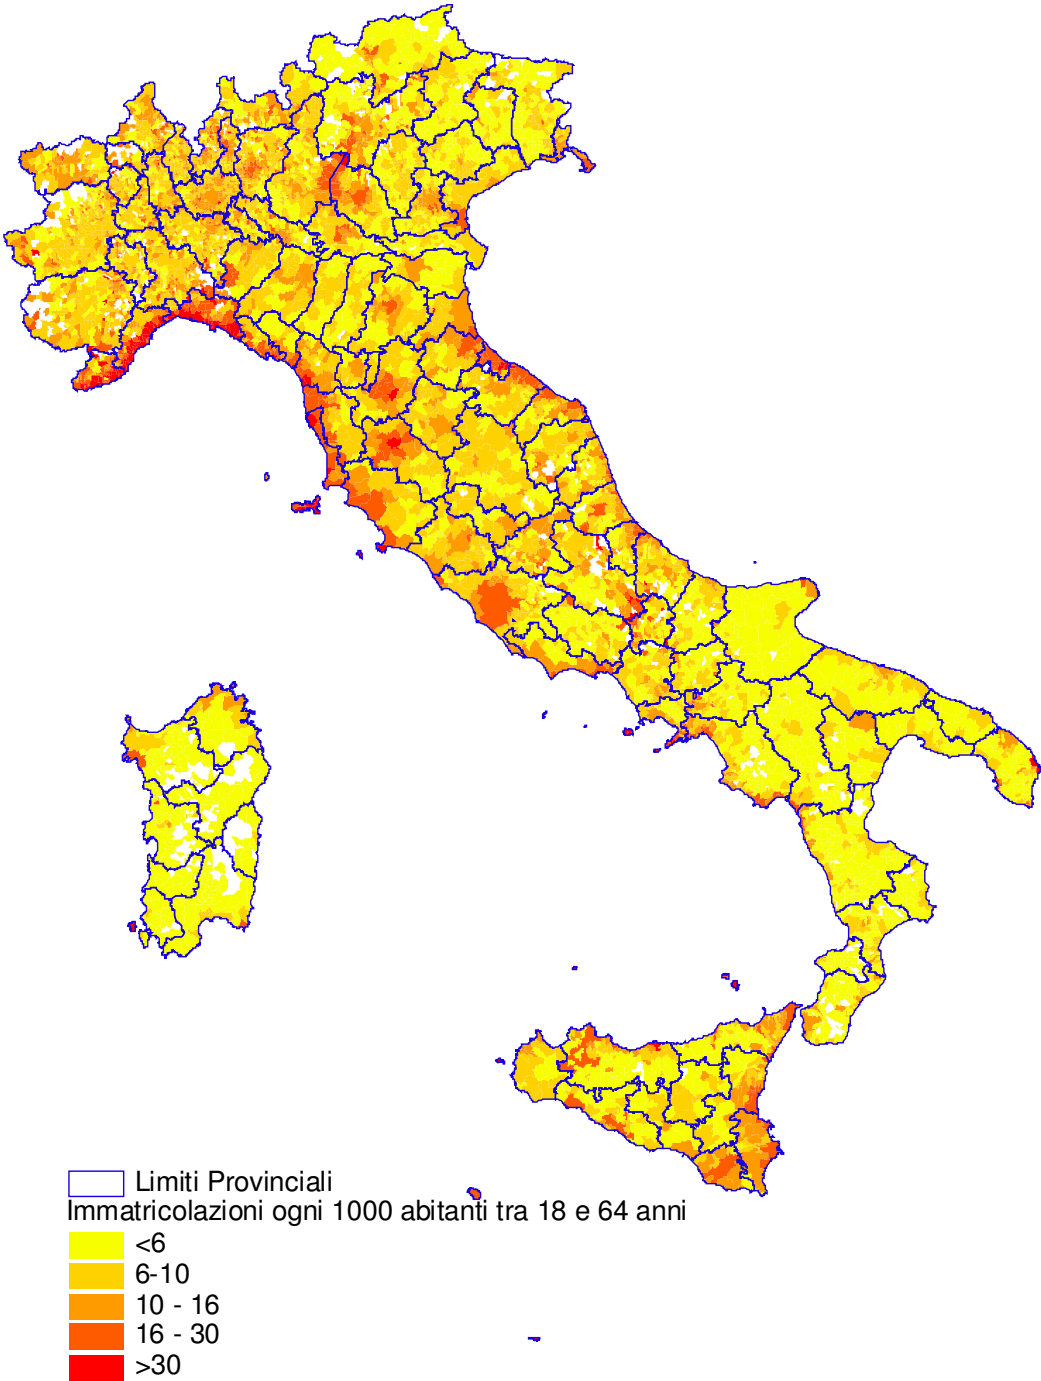 Limiti Provinciali
Immatricolazioni ogni 1000 abitanti tra 18 e 64 anni
<6
6-10
10 - 16
16 - 30
>30